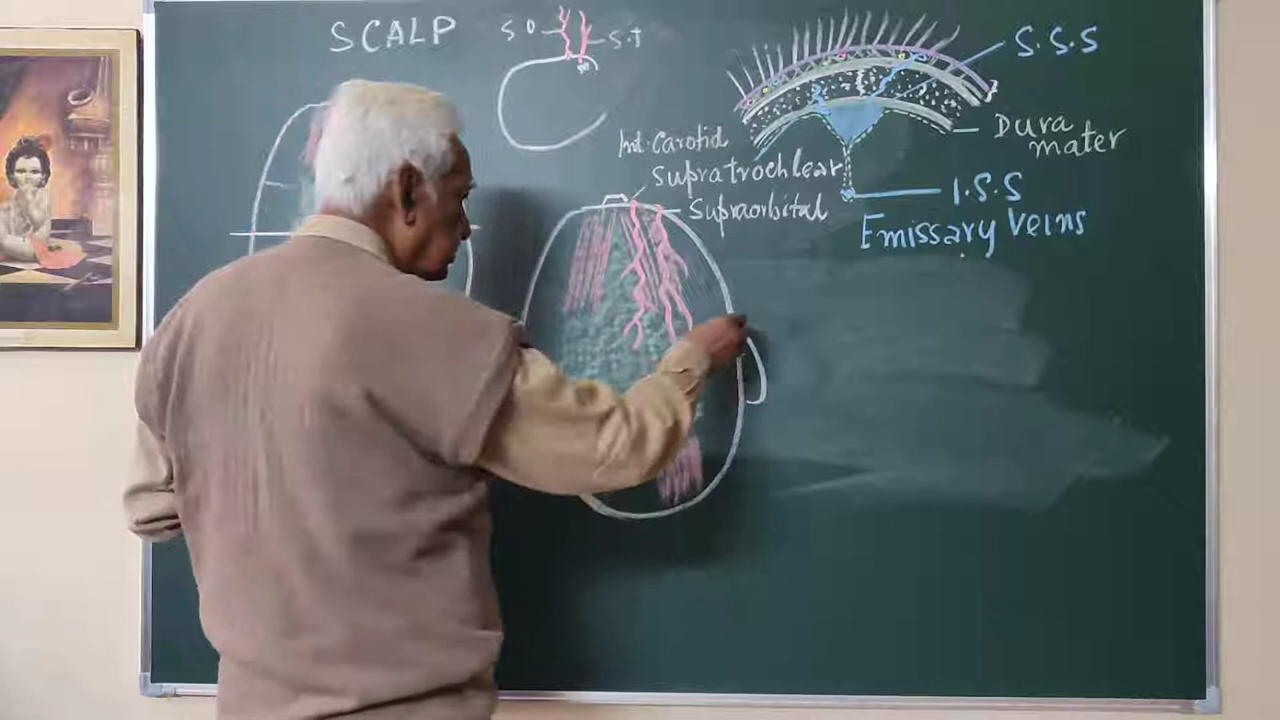 SCALP
S O
S.T
S.S.S
Dura
mater
Int. Carotid
Supratrochlear
Supraorbital
I.S.S
Emissary Veins